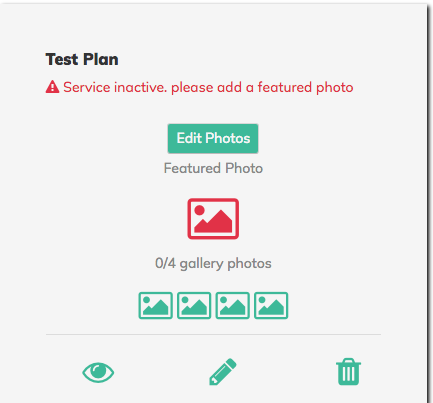 Test Plan
Service inactive. please add a featured photo
Edit Photos
Featured Photo
0/4 gallery photos